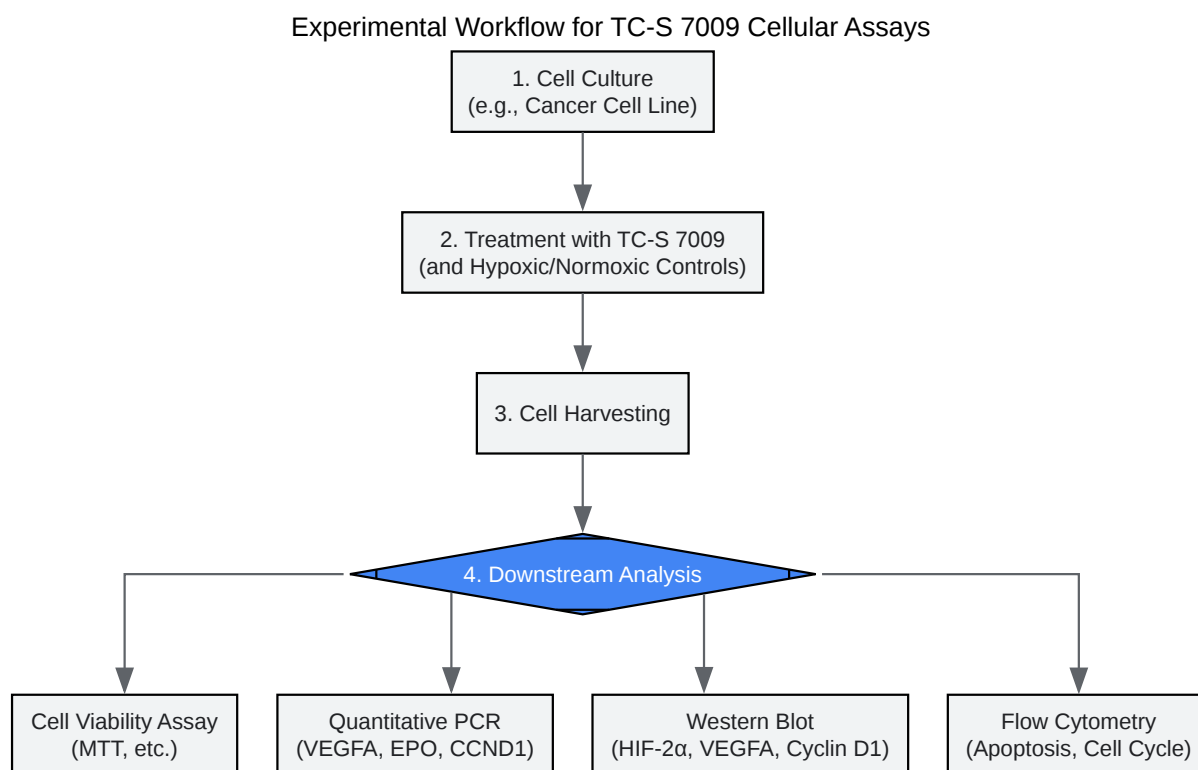 Experimental Workflow for TC-S 7009 Cellular Assays
1. Cell Culture
(e.g., Cancer Cell Line)
2. Treatment with TC-S 7009
(and Hypoxic/Normoxic Controls)
3. Cell Harvesting
4. Downstream Analysis
Cell Viability Assay
(MTT, etc.)
Quantitative PCR
(VEGFA, EPO, CCND1)
Western Blot
(HIF-2α, VEGFA, Cyclin D1)
Flow Cytometry
(Apoptosis, Cell Cycle)